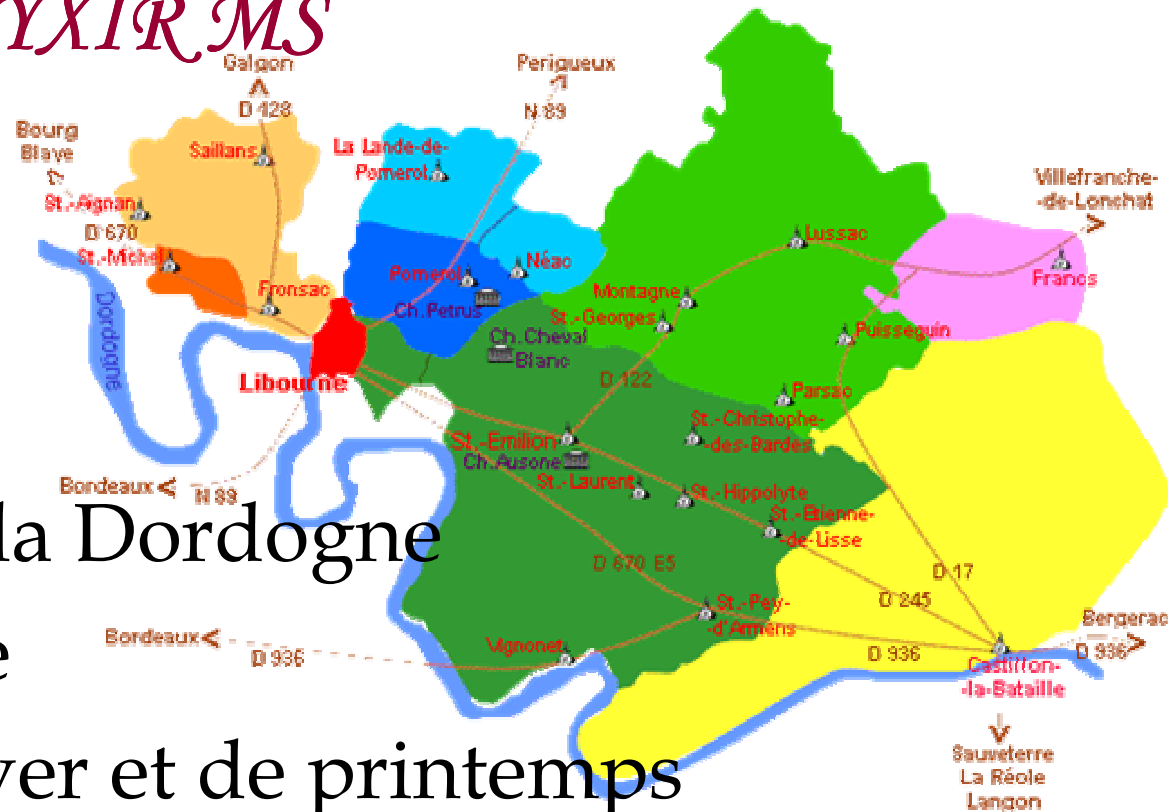 YXIR MS
Galgon
D 428
Perigueux
N 89
Bourg
Blaye
Saillans
La Lande-de-
Pomerol
St.-Aignan
D 670
St.-Michel
Fronsac
Pomerol
Néac
Ch.Petrus
Lussac
Villefranche-
-de-Lonchat
Francs
Montagne
St.-Georges
Puisseguin
Ch.Cheval
Blanc
Dordogne
Libourne
D 122
Parsac
St.-Christophe-
-des-Bardes
St.-Emilion
Ch.Ausone
St.-Laurent
St.-Hippolyte
St.-Etienne-
-de-Lisse
Bordeaux
N 89
la Dordogne
D 670 E5
D 17
D 245
St.-Pey-
-d'Armens
Bergerac
D 936
Bordeaux
D 936
e
Vignonet
D 936
Castillon-
-la-Bataille
Sauveterre
La Réole
Langon
ver et de printemps